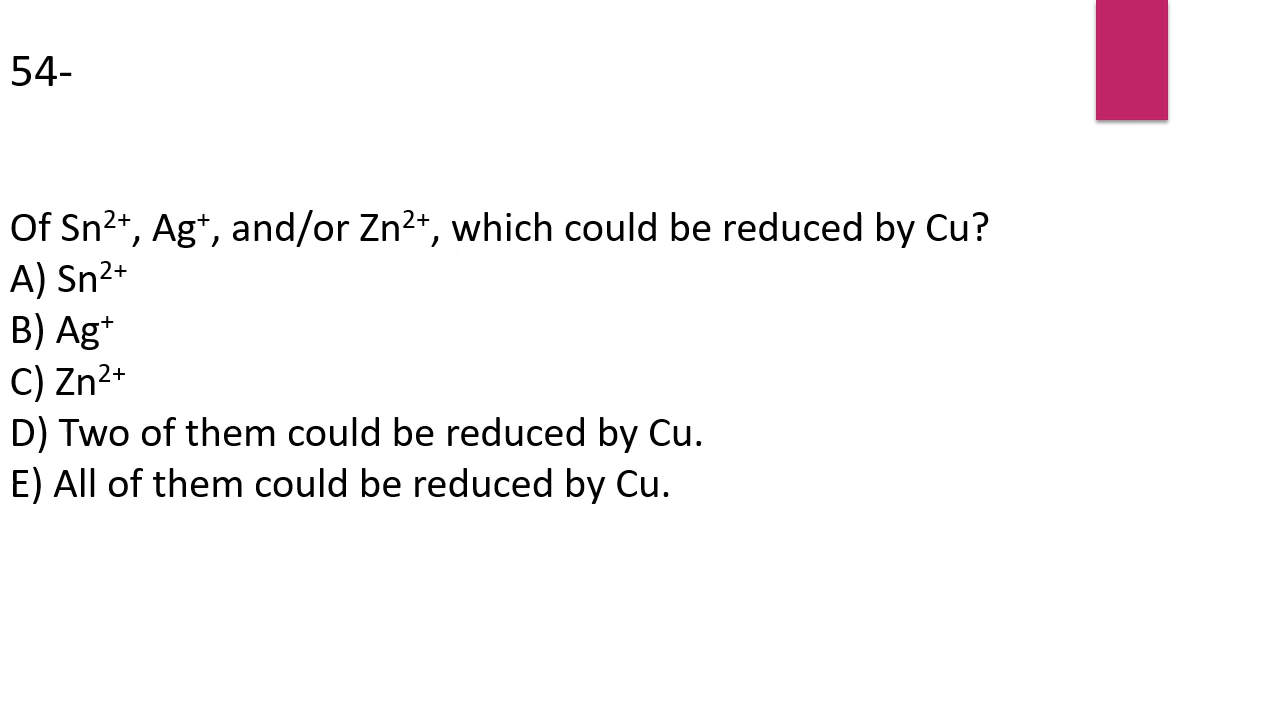 54-
Of Sn²⁺, Ag⁺, and/or Zn²⁺, which could be reduced by Cu?
A) Sn²⁺
B) Ag⁺
C) Zn²⁺
D) Two of them could be reduced by Cu.
E) All of them could be reduced by Cu.